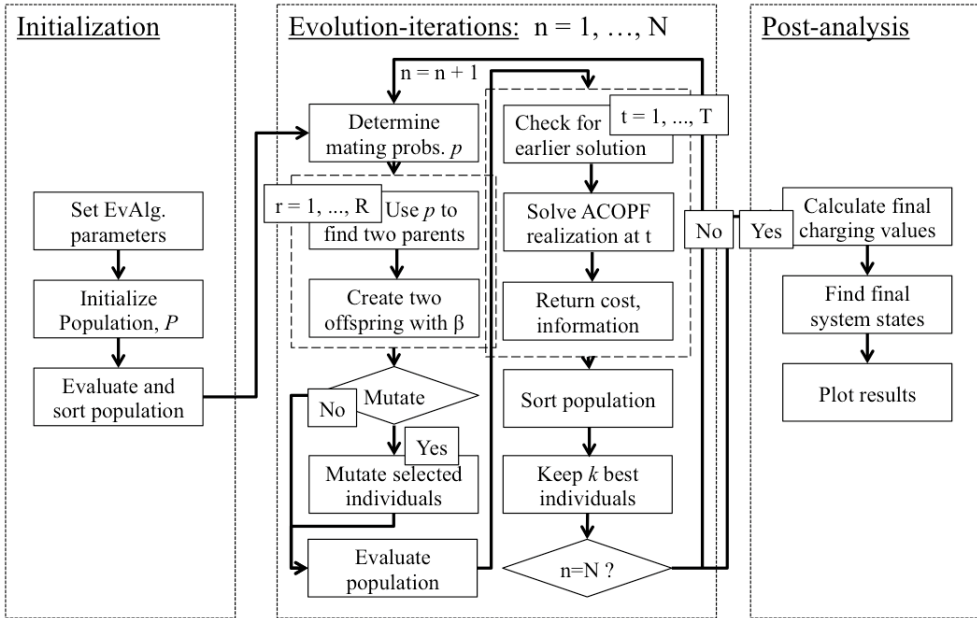 Initialization
Set EvAlg.
parameters
Initialize
Population, P
Evaluate and
sort population
Evolution-iterations: n = 1, …, N
n = n + 1
Determine
mating probs. p
r = 1, ..., R
Use p to
find two parents
Create two
offspring with β
Mutate
No
Yes
Mutate selected
individuals
Evaluate
population
t = 1, ..., T
Check for
earlier solution
Solve ACOPF
realization at t
Return cost,
information
Sort population
Keep k best
individuals
n=N ?
No
Yes
Post-analysis
Calculate final
charging values
Find final
system states
Plot results